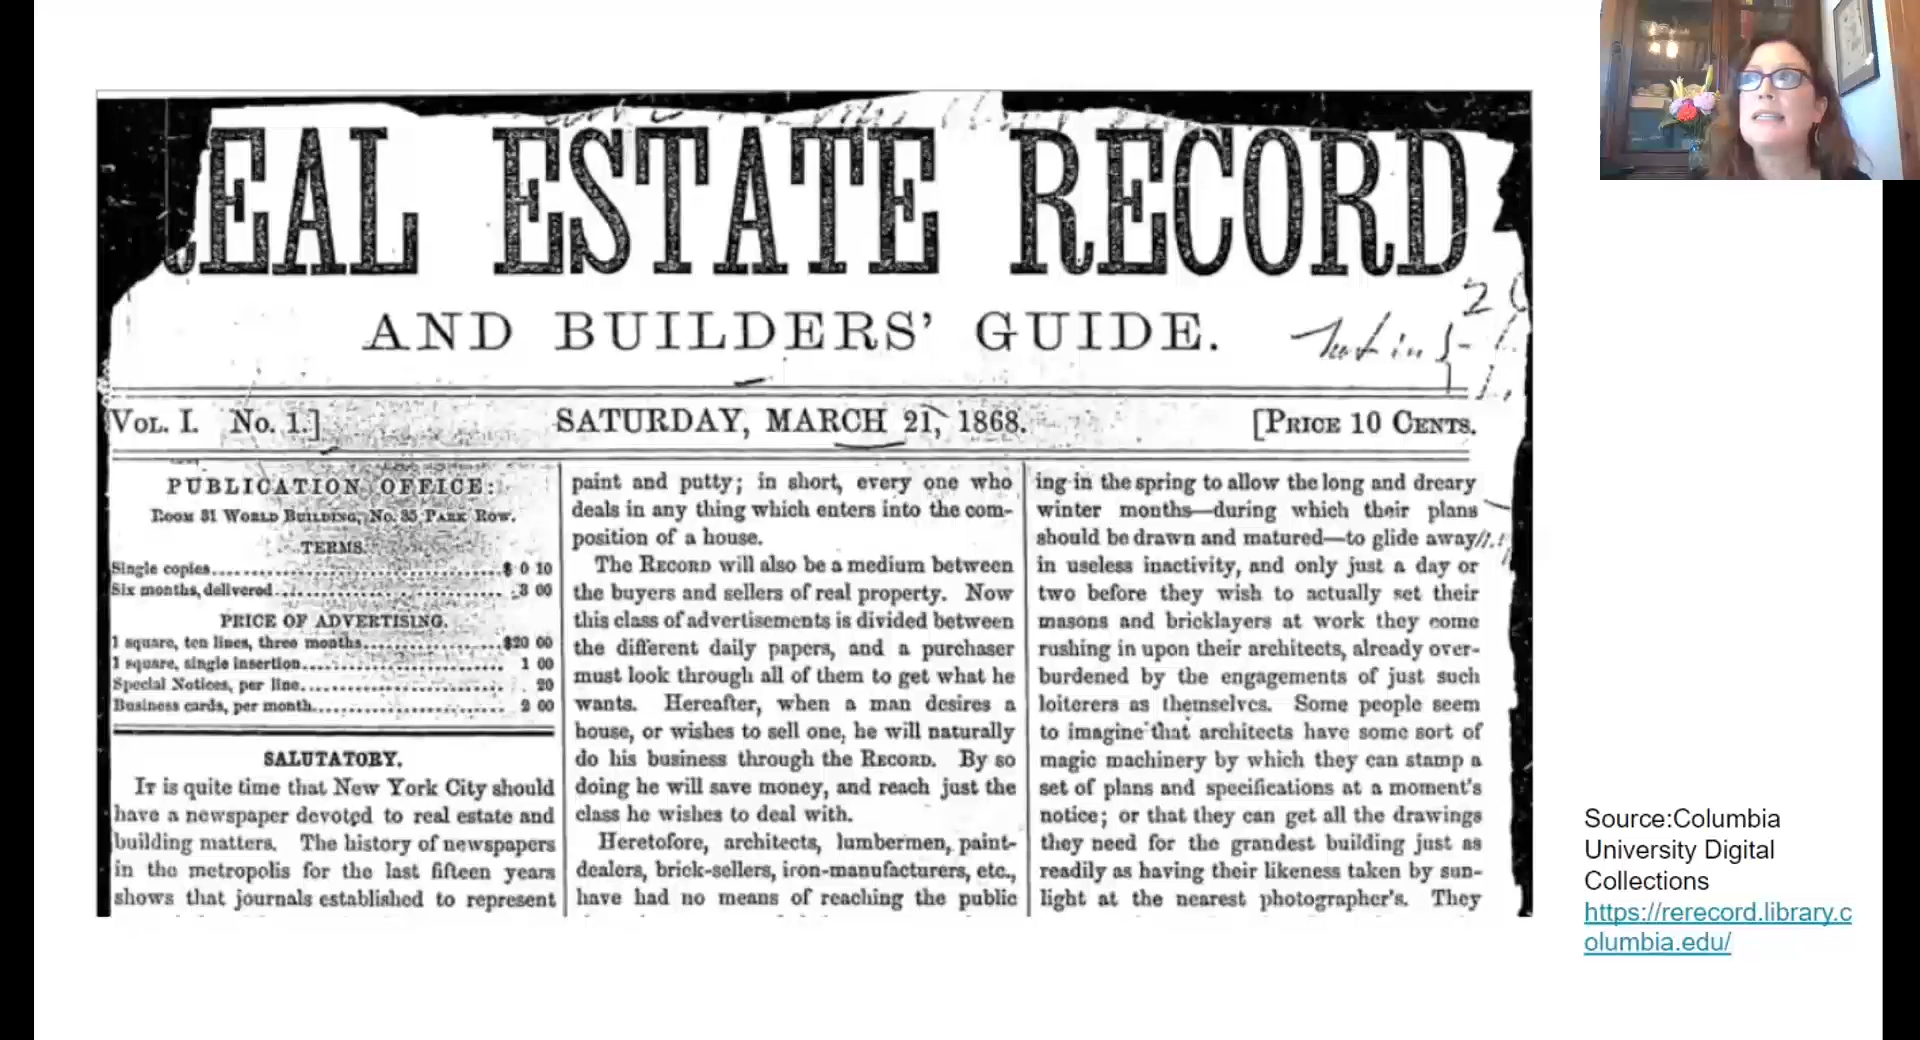 EAL ESTATE RECORD
AND BUILDERS' GUIDE.
VOL. I. No. 1.] SATURDAY, MARCH 21, 1868. [PRICE 10 CENTS.
PUBLICATION OFFICE:
ROOM 31 WORLD BUILDING, No. 35 PARK ROW.
TERMS.
Single copies.......... $ 0 10
Six months, delivered.......... 3 00
PRICE OF ADVERTISING.
1 square, ten lines, three months.......... $20 00
1 square, single insertion.......... 1 00
Special Notices, per line.......... 20
Business cards, per month.......... 2 00
SALUTATORY.
IT is quite time that New York City should
have a newspaper devoted to real estate and
building matters. The history of newspapers
in the metropolis for the last fifteen years
shows that journals established to represent
paint and putty; in short, every one who
deals in any thing which enters into the com-
position of a house.
The RECORD will also be a medium between
the buyers and sellers of real property. Now
this class of advertisements is divided between
the different daily papers, and a purchaser
must look through all of them to get what he
wants. Hereafter, when a man desires a
house, or wishes to sell one, he will naturally
do his business through the RECORD. By so
doing he will save money, and reach just the
class he wishes to deal with.
Heretofore, architects, lumbermen, paint-
dealers, brick-sellers, iron-manufacturers, etc.,
have had no means of reaching the public
ing in the spring to allow the long and dreary
winter months—during which their plans
should be drawn and matured—to glide away
in useless inactivity, and only just a day or
two before they wish to actually set their
masons and bricklayers at work they come
rushing in upon their architects, already over-
burdened by the engagements of just such
loiterers as themselves. Some people seem
to imagine that architects have some sort of
magic machinery by which they can stamp a
set of plans and specifications at a moment's
notice; or that they can get all the drawings
they need for the grandest building just as
readily as having their likeness taken by sun-
light at the nearest photographer's. They
Source:Columbia
University Digital
Collections
https://rerecord.library.c
olumbia.edu/